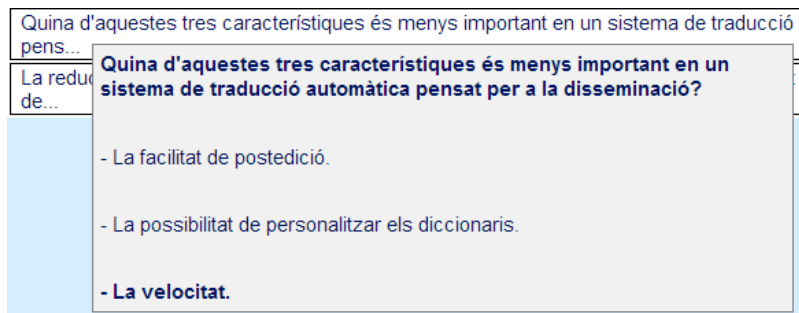 Quina d'aquestes tres característiques és menys important en un sistema de traducció
pens...
La redu
de...
Quina d'aquestes tres característiques és menys important en un
sistema de traducció automàtica pensat per a la disseminació?
- La facilitat de postedició.
- La possibilitat de personalitzar els diccionaris.
- La velocitat.